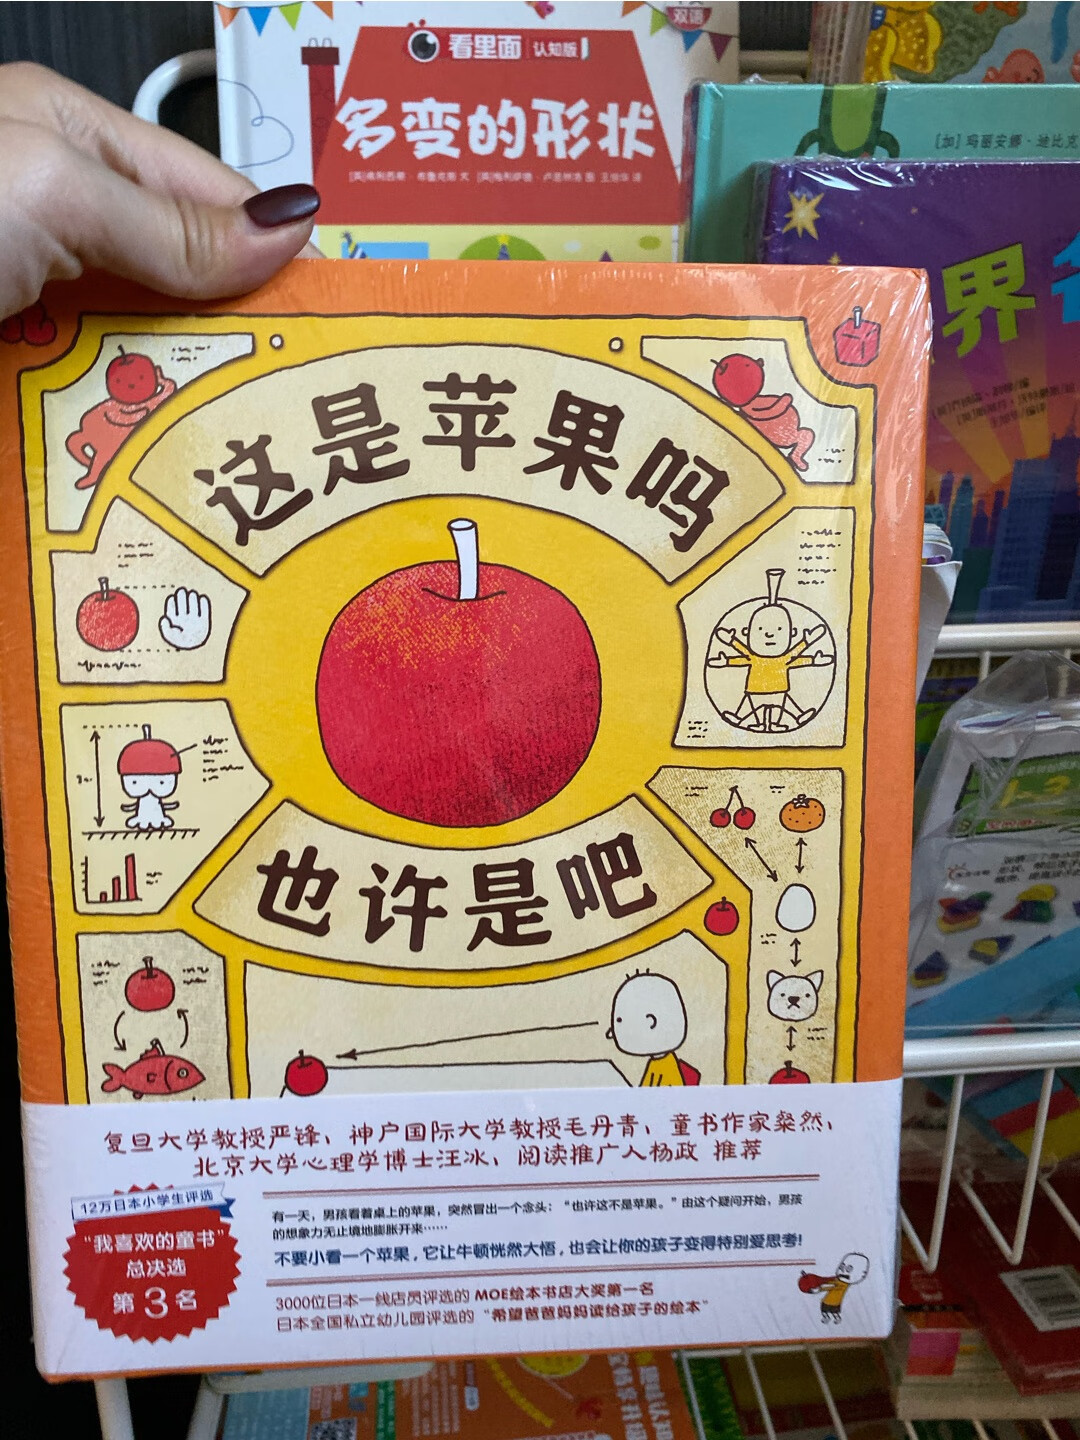 双语
看里面 认知版
多变的形状
[加]玛丽安娜·迪比克
界
这是苹果吗
也许是吧
复旦大学教授严锋、神户国际大学教授毛丹青、童书作家粲然、
北京大学心理学博士汪冰、阅读推广人杨政 推荐
12万日本小学生评选
“我喜欢的童书”
总决选
第3名
有一天，男孩看着桌上的苹果，突然冒出一个念头：“也许这不是苹果。”由这个疑问开始，男孩
的想象力无止境地膨胀开来……
不要小看一个苹果，它让牛顿恍然大悟，也会让你的孩子变得特别爱思考！
3000位日本一线店员评选的 MOE绘本书店大奖第一名
日本全国私立幼儿园评选的“希望爸爸妈妈读给孩子的绘本”